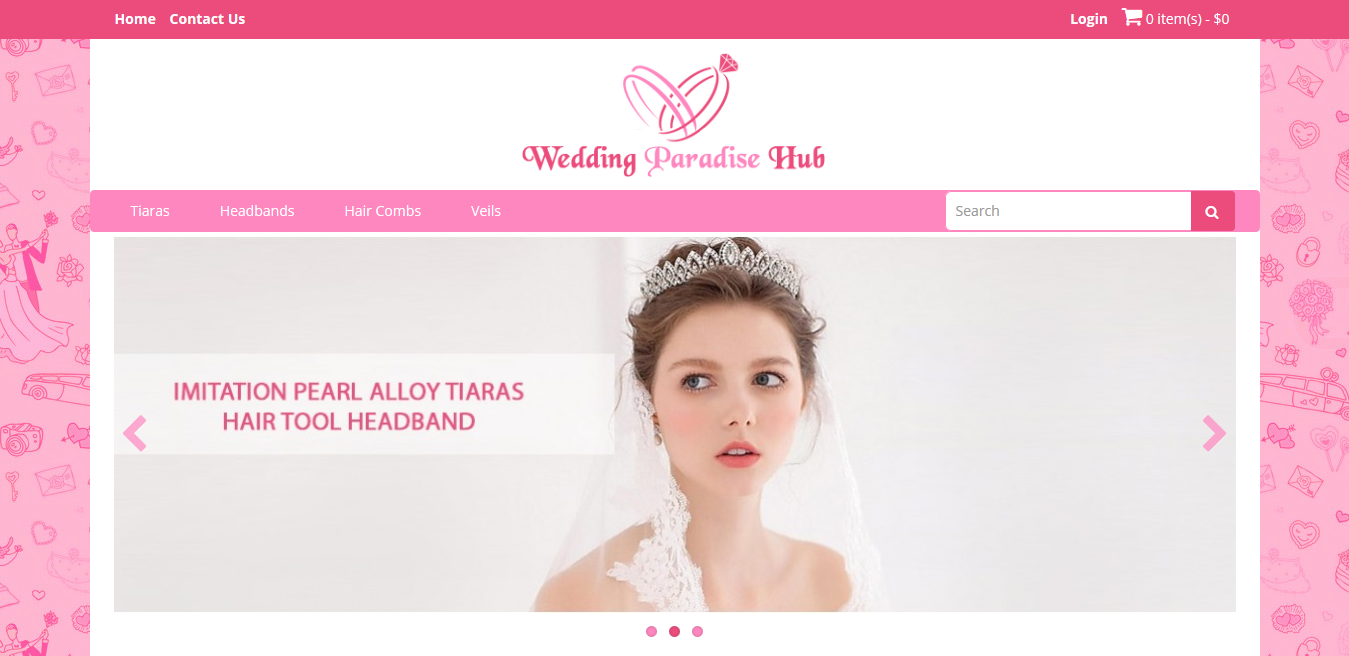 Home Contact Us Login 0 item(s) - $0
Wedding Paradise Hub
Tiaras Headbands Hair Combs Veils Search
IMITATION PEARL ALLOY TIARAS
HAIR TOOL HEADBAND